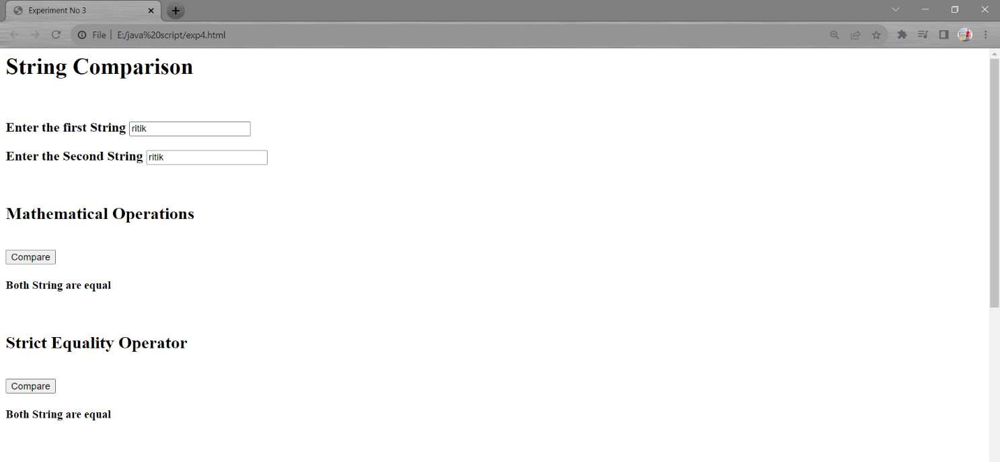 Experiment No 3
File | E:/java%20script/exp4.html
String Comparison
Enter the first String ritik
Enter the Second String ritik
Mathematical Operations
Compare
Both String are equal
Strict Equality Operator
Compare
Both String are equal